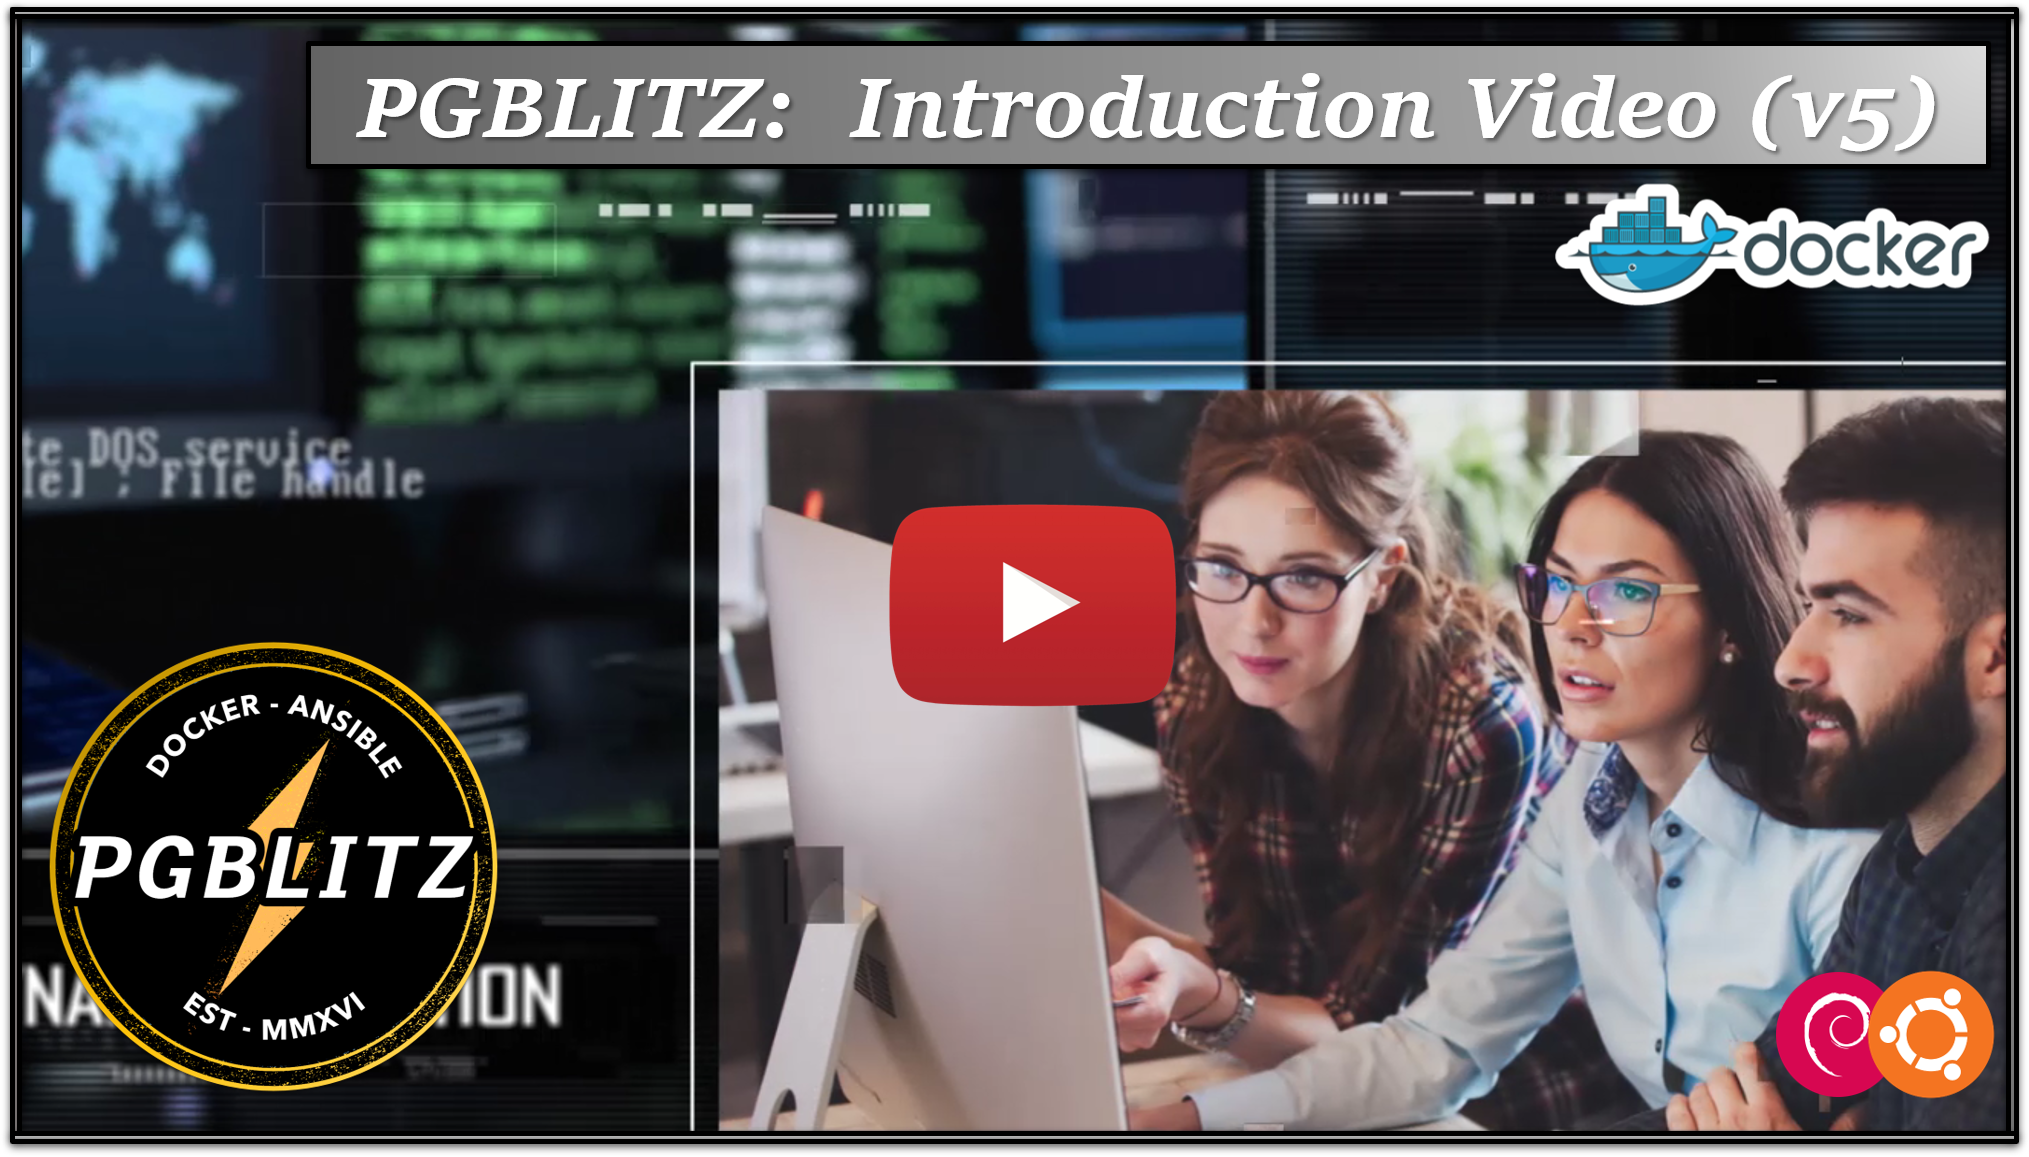 PGBLITZ: Introduction Video (v5)
docker
te DOS service
le] ; File handle
DOCKER - ANSIBLE
PGBLITZ
EST - MMXVI